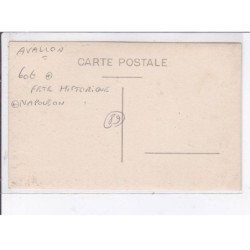 AVALLON
CARTE POSTALE
606
FETE HISTORIQUE
NAPOLEON
89